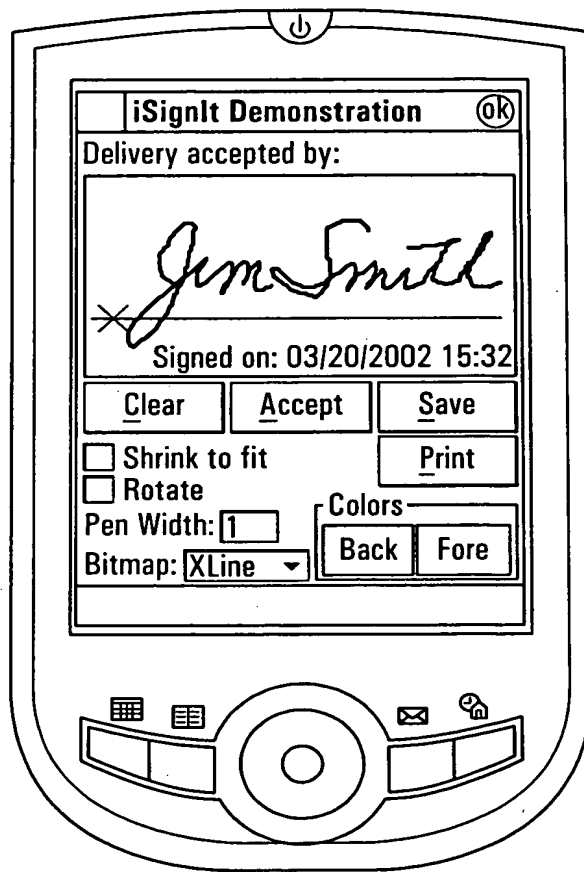 iSignIt Demonstration ok
Delivery accepted by:
Jim Smith
X
Signed on: 03/20/2002 15:32
Clear Accept Save
Shrink to fit Print
Rotate
Colors
Pen Width: 1
Back Fore
Bitmap: XLine